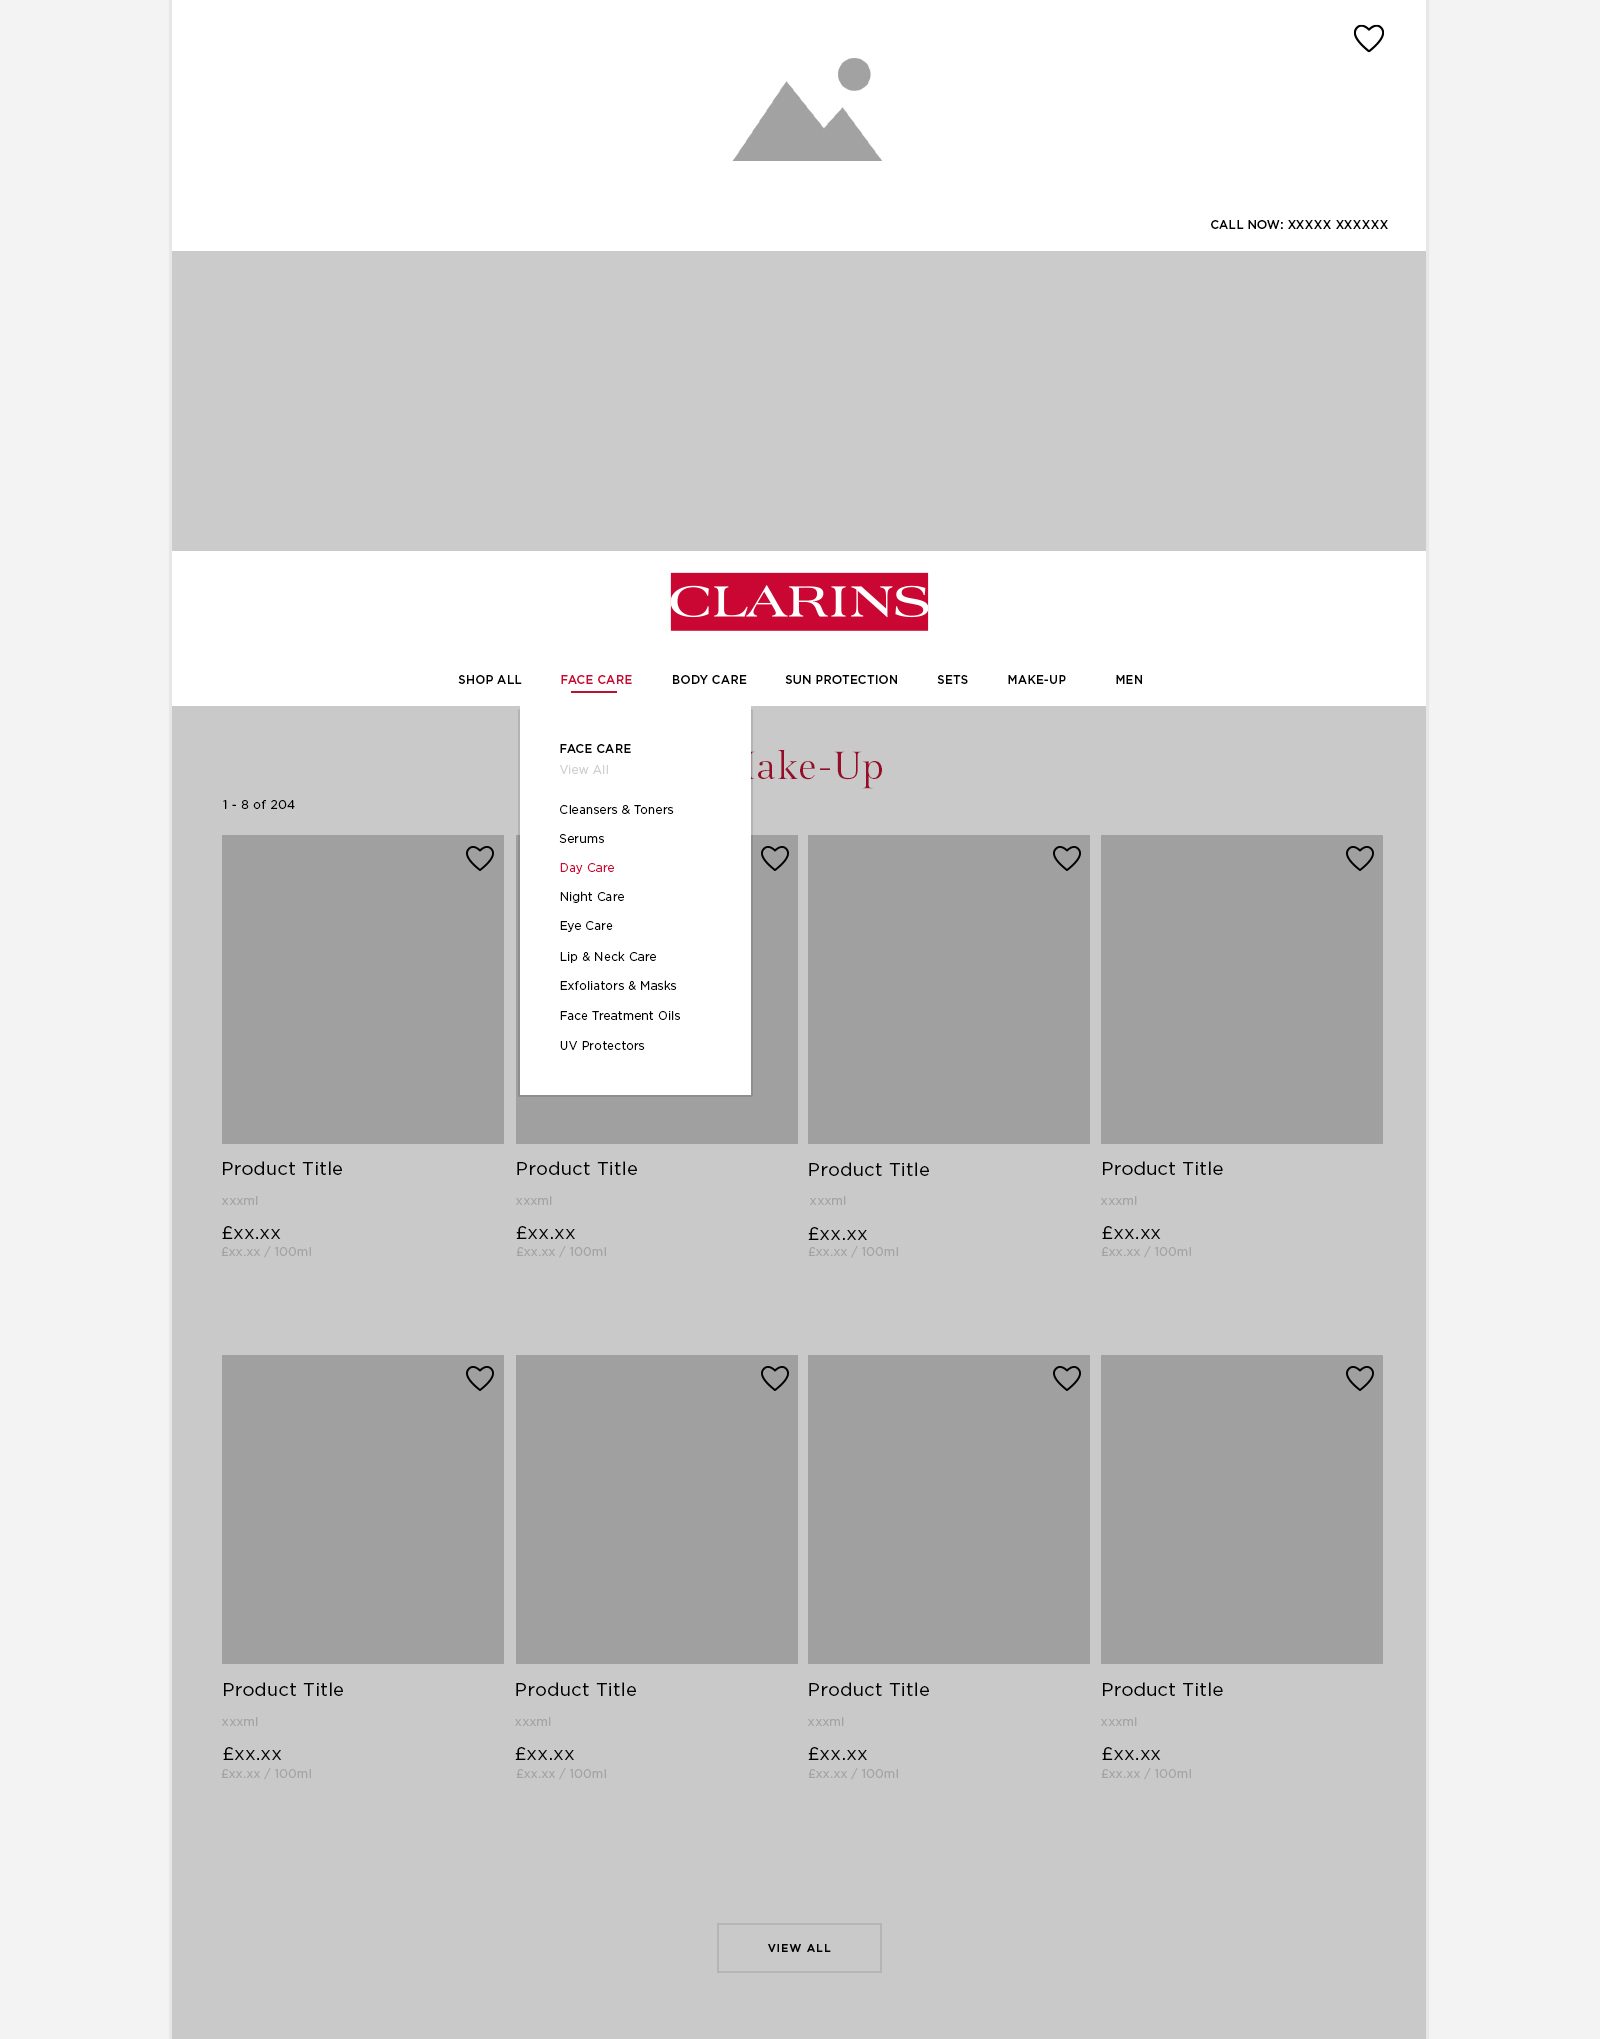 CALL NOW: XXXXX XXXXXX
CLARINS
SHOP ALL FACE CARE BODY CARE SUN PROTECTION SETS MAKE-UP MEN
FACE CARE
View All
Cleansers & Toners
Serums
Day Care
Night Care
Eye Care
Lip & Neck Care
Exfoliators & Masks
Face Treatment Oils
UV Protectors
ake-Up
1 - 8 of 204
Product Title Product Title Product Title Product Title
xxxml xxxml xxxml xxxml
£xx.xx £xx.xx £xx.xx £xx.xx
£xx.xx / 100ml £xx.xx / 100ml £xx.xx / 100ml £xx.xx / 100ml
Product Title Product Title Product Title Product Title
xxxml xxxml xxxml xxxml
£xx.xx £xx.xx £xx.xx £xx.xx
£xx.xx / 100ml £xx.xx / 100ml £xx.xx / 100ml £xx.xx / 100ml
VIEW ALL